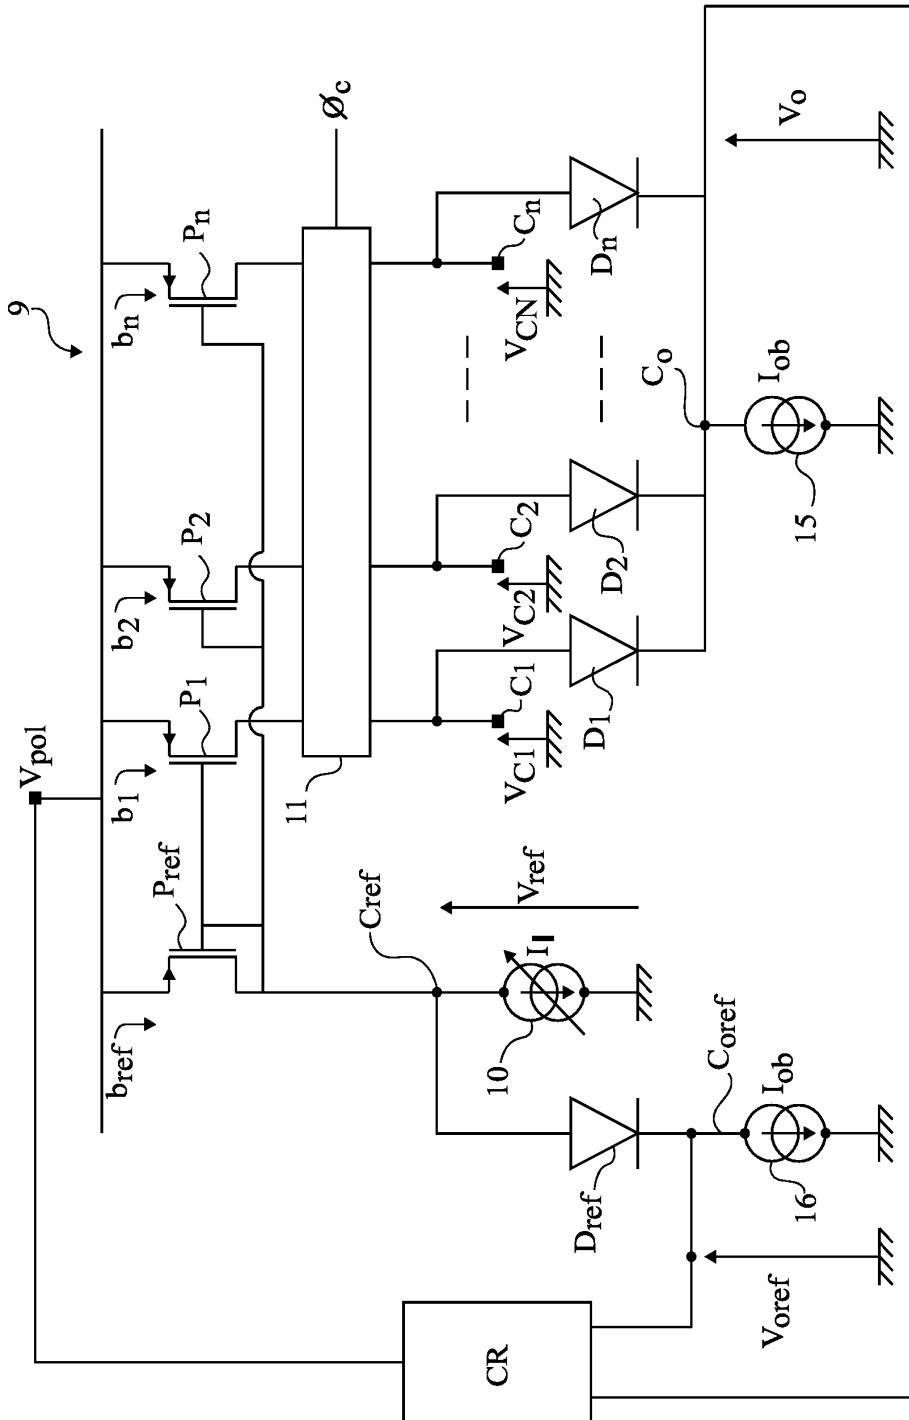 9
Vpol
bref
Pref
b1
P1
b2
P2
bn
Pn
11
Øc
Cref
Vref
10
Il
VC1
C1
VC2
C2
VCN
Cn
Dref
D1
D2
Dn
Co
Coref
Iob
16
Iob
15
Vo
Voref
CR